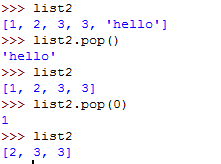 >>> list2
[1, 2, 3, 3, 'hello']
>>> list2.pop()
'hello'
>>> list2
[1, 2, 3, 3]
>>> list2.pop(0)
1
>>> list2
[2, 3, 3]